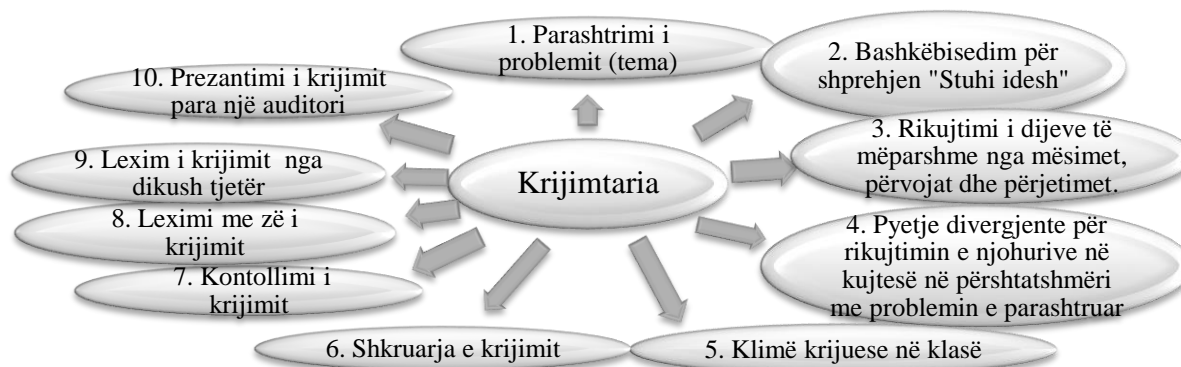 1. Parashtrimi i
problemit (tema)
2. Bashkëbisedim për
shprehjen "Stuhi idesh"
3. Rikujtimi i dijeve të
mëparshme nga mësimet,
përvojat dhe përjetimet.
4. Pyetje divergjente për
rikujtimin e njohurive në
kujtesë në përshtatshmëri
me problemin e parashtruar
5. Klimë krijuese në klasë
6. Shkruarja e krijimit
7. Kontollimi i
krijimit
8. Leximi me zë i
krijimit
9. Lexim i krijimit nga
dikush tjetër
10. Prezantimi i krijimit
para një auditori
Krijimtaria